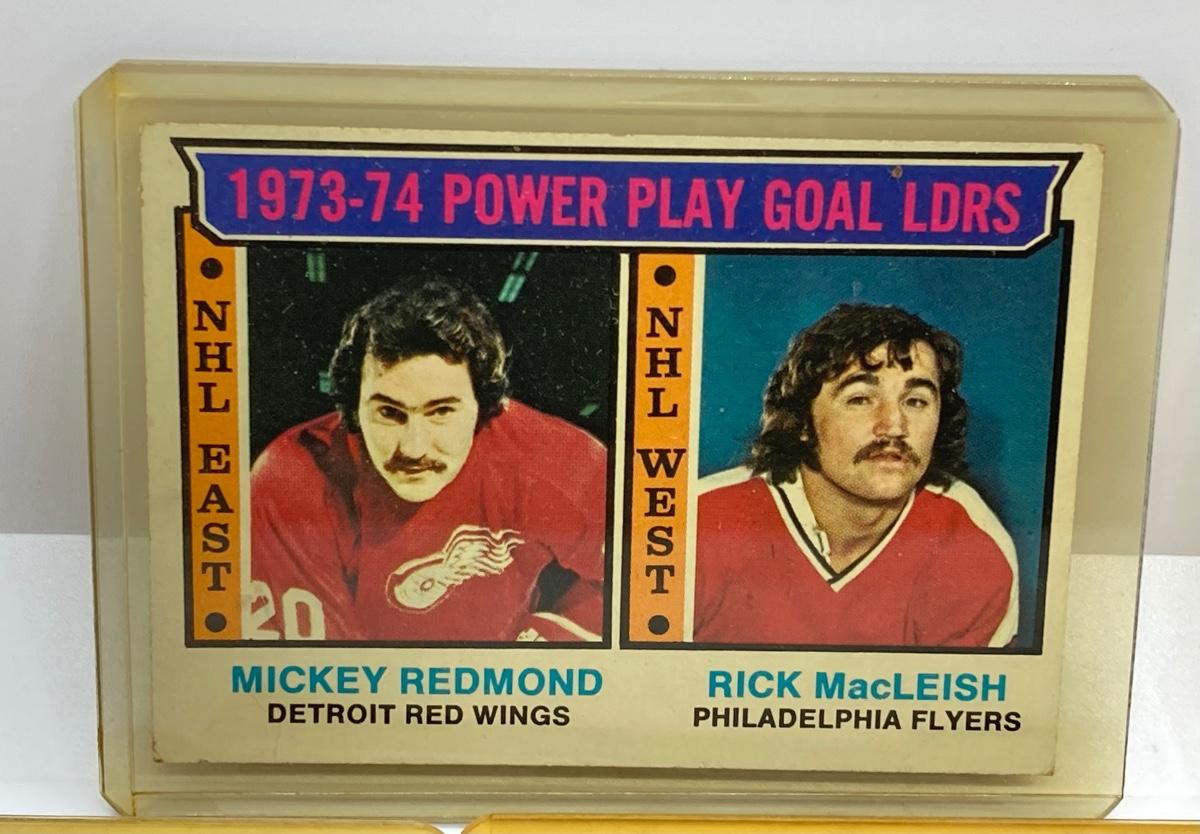 1973-74 POWER PLAY GOAL LDRS
NHL EAST
20
NHL WEST
MICKEY REDMOND
DETROIT RED WINGS
RICK MacLEISH
PHILADELPHIA FLYERS